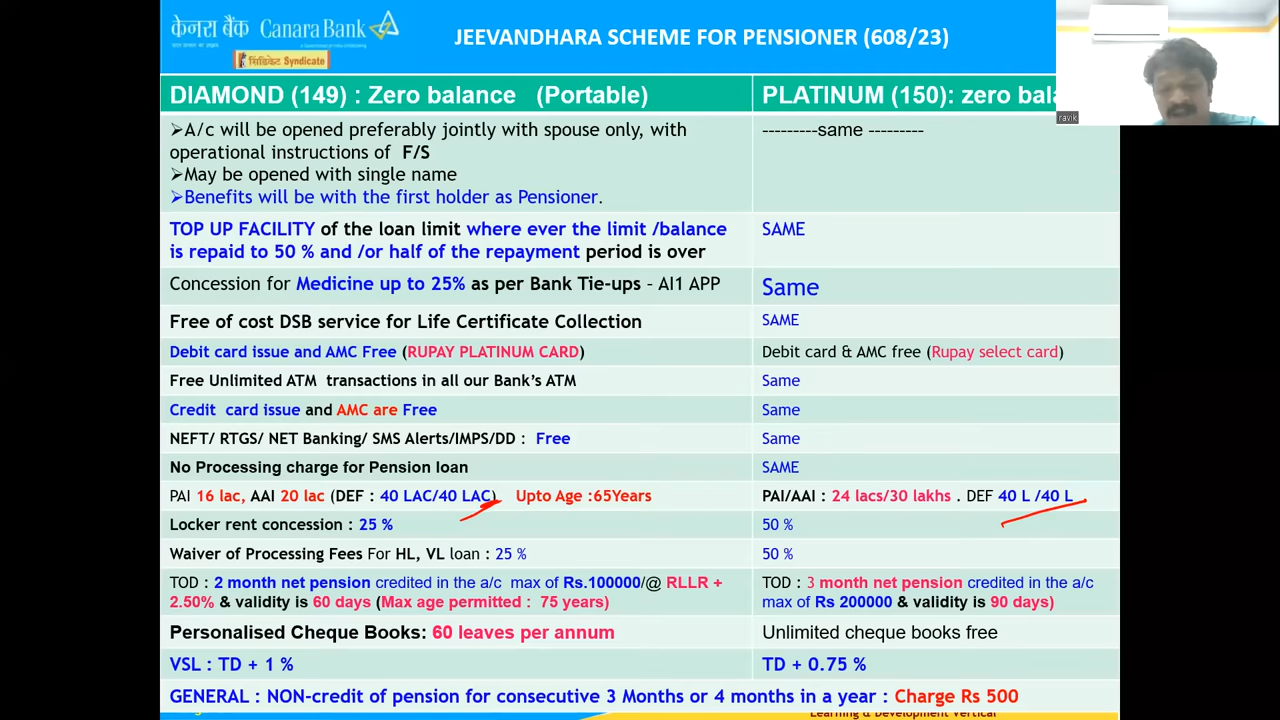 केनरा बैंक Canara Bank
सिंडिकेट Syndicate
JEEVANDHARA SCHEME FOR PENSIONER (608/23)
ravik
DIAMOND (149) : Zero balance (Portable)
PLATINUM (150): zero bala
➤A/c will be opened preferably jointly with spouse only, with
operational instructions of F/S
➤May be opened with single name
➤Benefits will be with the first holder as Pensioner.
---------same ---------
TOP UP FACILITY of the loan limit where ever the limit /balance
is repaid to 50 % and /or half of the repayment period is over
SAME
Concession for Medicine up to 25% as per Bank Tie-ups – AI1 APP
Same
Free of cost DSB service for Life Certificate Collection
SAME
Debit card issue and AMC Free (RUPAY PLATINUM CARD)
Debit card & AMC free (Rupay select card)
Free Unlimited ATM transactions in all our Bank's ATM
Same
Credit card issue and AMC are Free
Same
NEFT/ RTGS/ NET Banking/ SMS Alerts/IMPS/DD : Free
Same
No Processing charge for Pension loan
SAME
PAI 16 lac, AAI 20 lac (DEF : 40 LAC/40 LAC) Upto Age :65Years
PAI/AAI : 24 lacs/30 lakhs . DEF 40 L /40 L
Locker rent concession : 25 %
50 %
Waiver of Processing Fees For HL, VL loan : 25 %
50 %
TOD : 2 month net pension credited in the a/c max of Rs.100000/@ RLLR +
2.50% & validity is 60 days (Max age permitted : 75 years)
TOD : 3 month net pension credited in the a/c
max of Rs 200000 & validity is 90 days)
Personalised Cheque Books: 60 leaves per annum
Unlimited cheque books free
VSL : TD + 1 %
TD + 0.75 %
GENERAL : NON-credit of pension for consecutive 3 Months or 4 months in a year : Charge Rs 500
Learning & Development Vertical